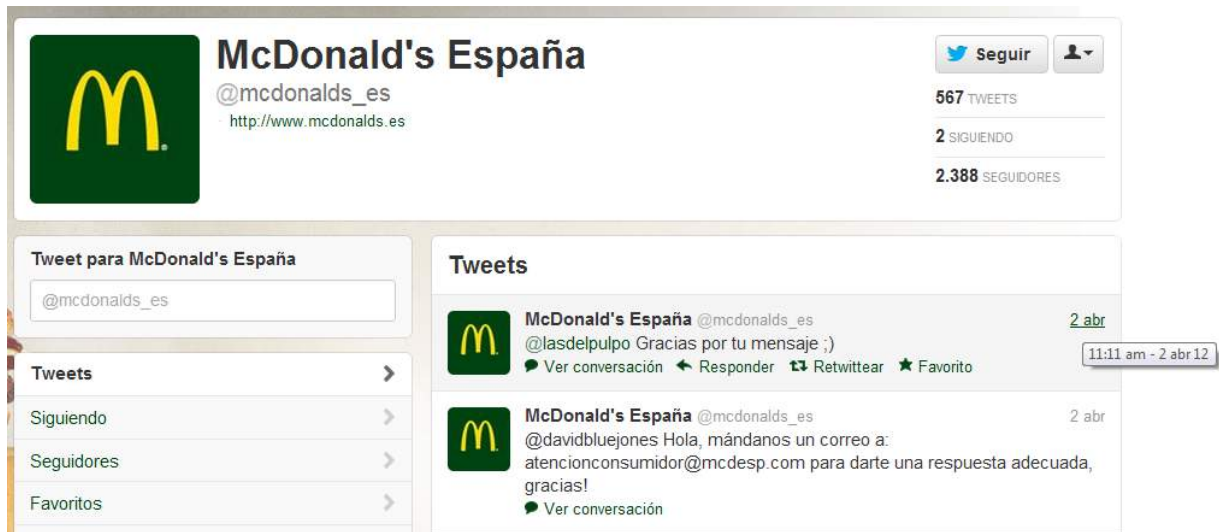 McDonald's España
@mcdonalds_es
http://www.mcdonalds.es
Seguir
567 TWEETS
2 SIGUIENDO
2.388 SEGUIDORES
Tweet para McDonald's España
@mcdonalds_es
Tweets
Siguiendo
Seguidores
Favoritos
Tweets
McDonald's España @mcdonalds_es 2 abr
@lasdelpulpo Gracias por tu mensaje ;)
Ver conversación Responder Retwittear Favorito
11:11 am - 2 abr 12
McDonald's España @mcdonalds_es 2 abr
@davidbluejones Hola, mándanos un correo a:
atencionconsumidor@mcdesp.com para darte una respuesta adecuada,
gracias!
Ver conversación